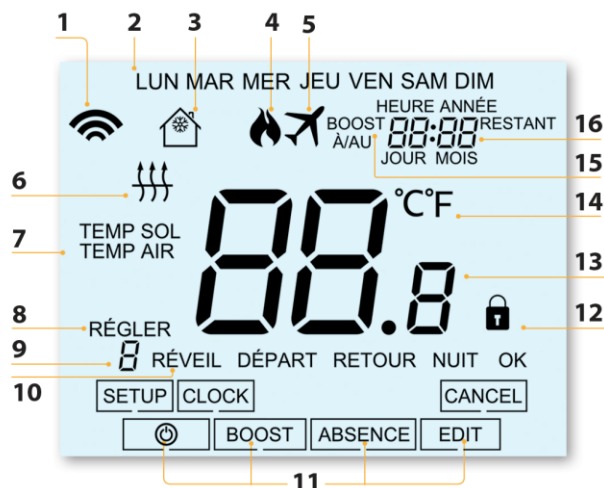 1 2 3 4 5
LUN MAR MER JEU VEN SAM DIM
HEURE ANNÉE
BOOST 88:88 RESTANT 16
À/AU
JOUR MOIS 15
6
°C°F 14
7 TEMP SOL
TEMP AIR
88.8 13
8 RÉGLER 12
9 8 RÉVEIL DÉPART RETOUR NUIT OK
10
SETUP CLOCK CANCEL
BOOST ABSENCE EDIT
11